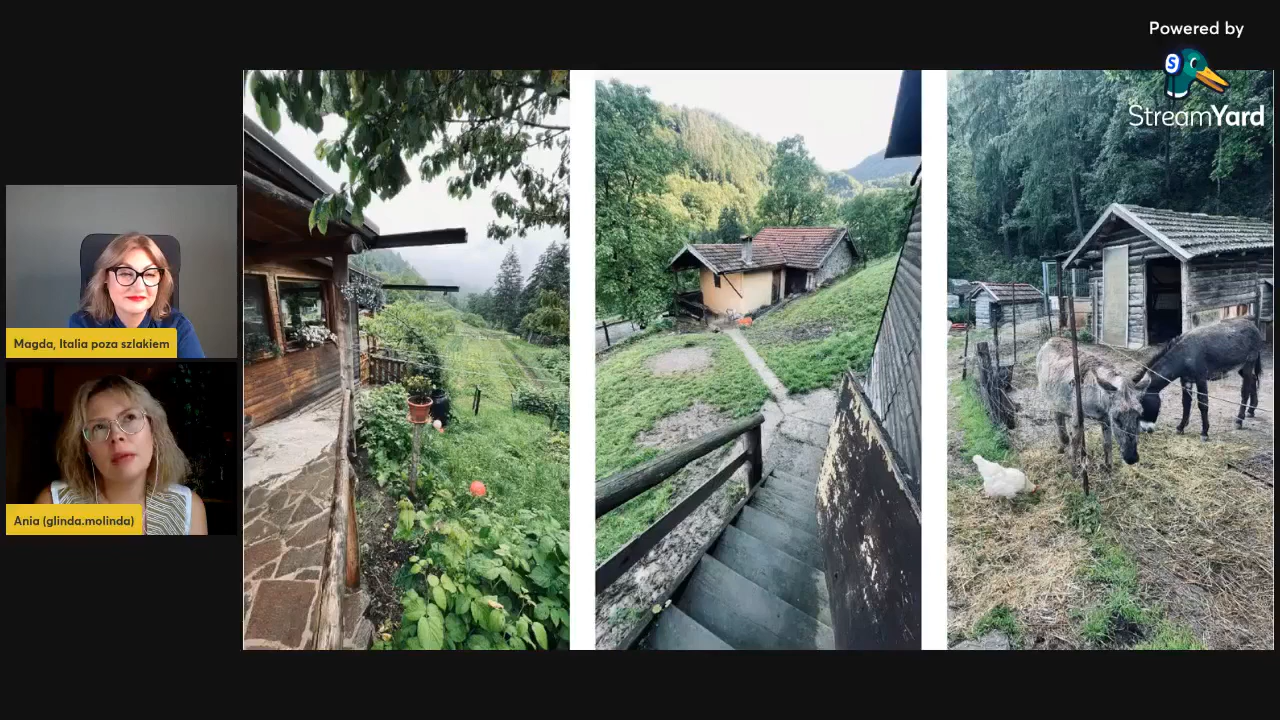 Powered by
S
StreamYard
Magda, Italia poza szlakiem
Ania (glinda.molinda)